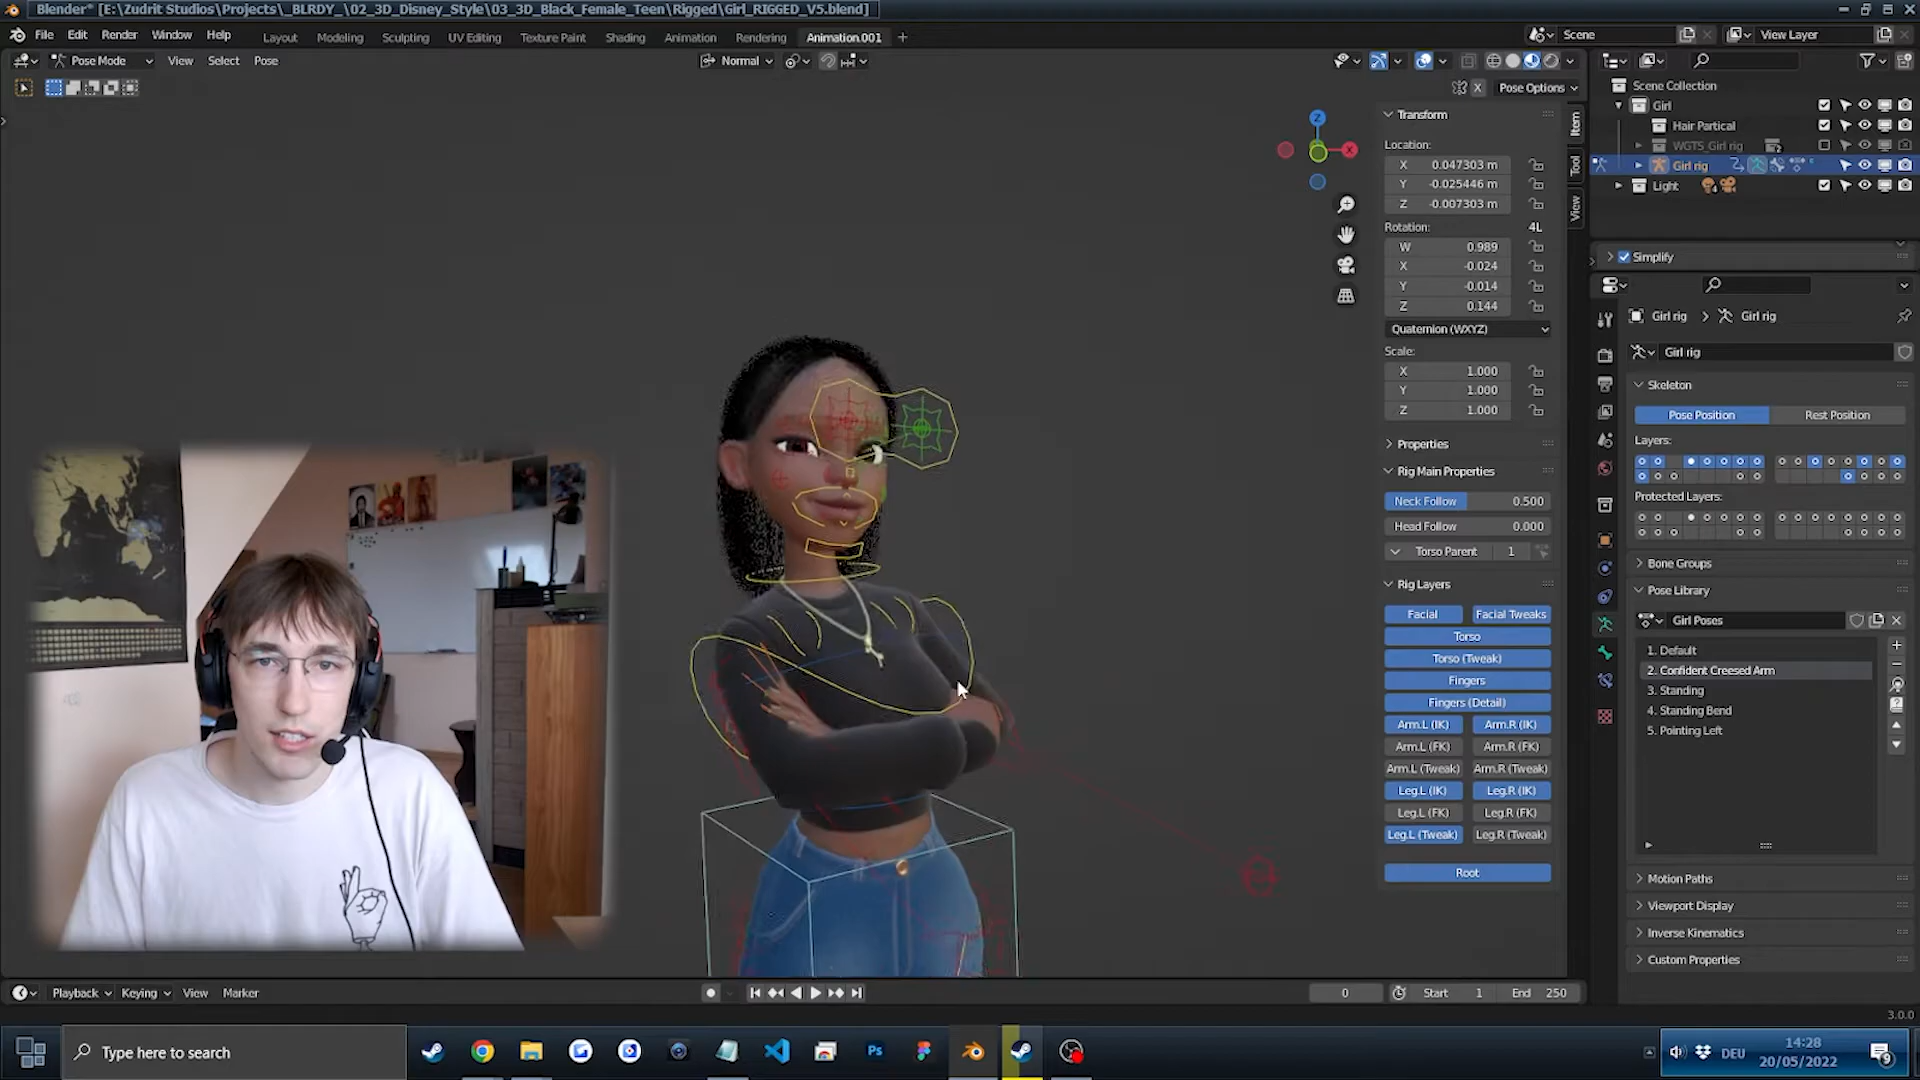 Blender* [E:\Zudrit Studios\Projects\_BLRDY_\02_3D_Disney_Style\03_3D_Black_Female_Teen\Rigged\Girl_RIGGED_V5.blend]
File Edit Render Window Help Layout Modeling Sculpting UV Editing Texture Paint Shading Animation Rendering Animation.001 + Scene View Layer
Pose Mode View Select Pose Normal
X Pose Options
Scene Collection
Girl
Hair Partical
WGTS_Girl rig
Girl rig
Light
Transform
Location:
X 0.047303 m
Y -0.025446 m
Z -0.007303 m
Rotation: 4L
W 0.989
X -0.024
Y -0.014
Z 0.144
Quaternion (WXYZ)
Scale:
X 1.000
Y 1.000
Z 1.000
Properties
Rig Main Properties
Neck Follow 0.500
Head Follow 0.000
Torso Parent 1
Rig Layers
Facial Facial Tweaks
Torso
Torso (Tweak)
Fingers
Fingers (Detail)
Arm.L (IK) Arm.R (IK)
Arm.L (FK) Arm.R (FK)
Arm.L (Tweak) Arm.R (Tweak)
Leg.L (IK) Leg.R (IK)
Leg.L (FK) Leg.R (FK)
Leg.L (Tweak) Leg.R (Tweak)
Root
Item
Tool
View
Z
X
Simplify
Girl rig Girl rig
Girl rig
Skeleton
Pose Position Rest Position
Layers:
Protected Layers:
Bone Groups
Pose Library
Girl Poses
1. Default
2. Confident Creesed Arm
3. Standing
4. Standing Bend
5. Pointing Left
Motion Paths
Viewport Display
Inverse Kinematics
Custom Properties
Playback Keying View Marker 0 Start 1 End 250
3.0.0
Type here to search Ps DEU 14:28
20/05/2022 9